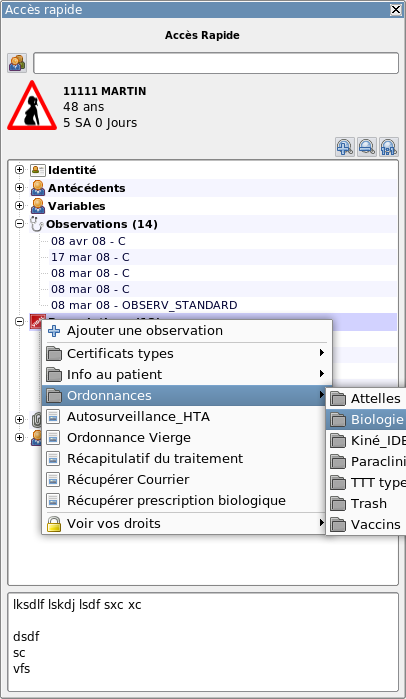 Accès rapide
Accès Rapide
11111 MARTIN
48 ans
5 SA 0 Jours
Identité
Antécédents
Variables
Observations (14)
08 avr 08 - C
17 mar 08 - C
08 mar 08 - C
08 mar 08 - C
08 mar 08 - OBSERV_STANDARD
Ajouter une observation
Certificats types
Info au patient
Ordonnances
Autosurveillance_HTA
Ordonnance Vierge
Récapitulatif du traitement
Récupérer Courrier
Récupérer prescription biologique
Voir vos droits
Attelles
Biologie
Kiné_IDE
Paraclini
TTT type
Trash
Vaccins
lksdlf lskdj lsdf sxc xc
dsdf
sc
vfs